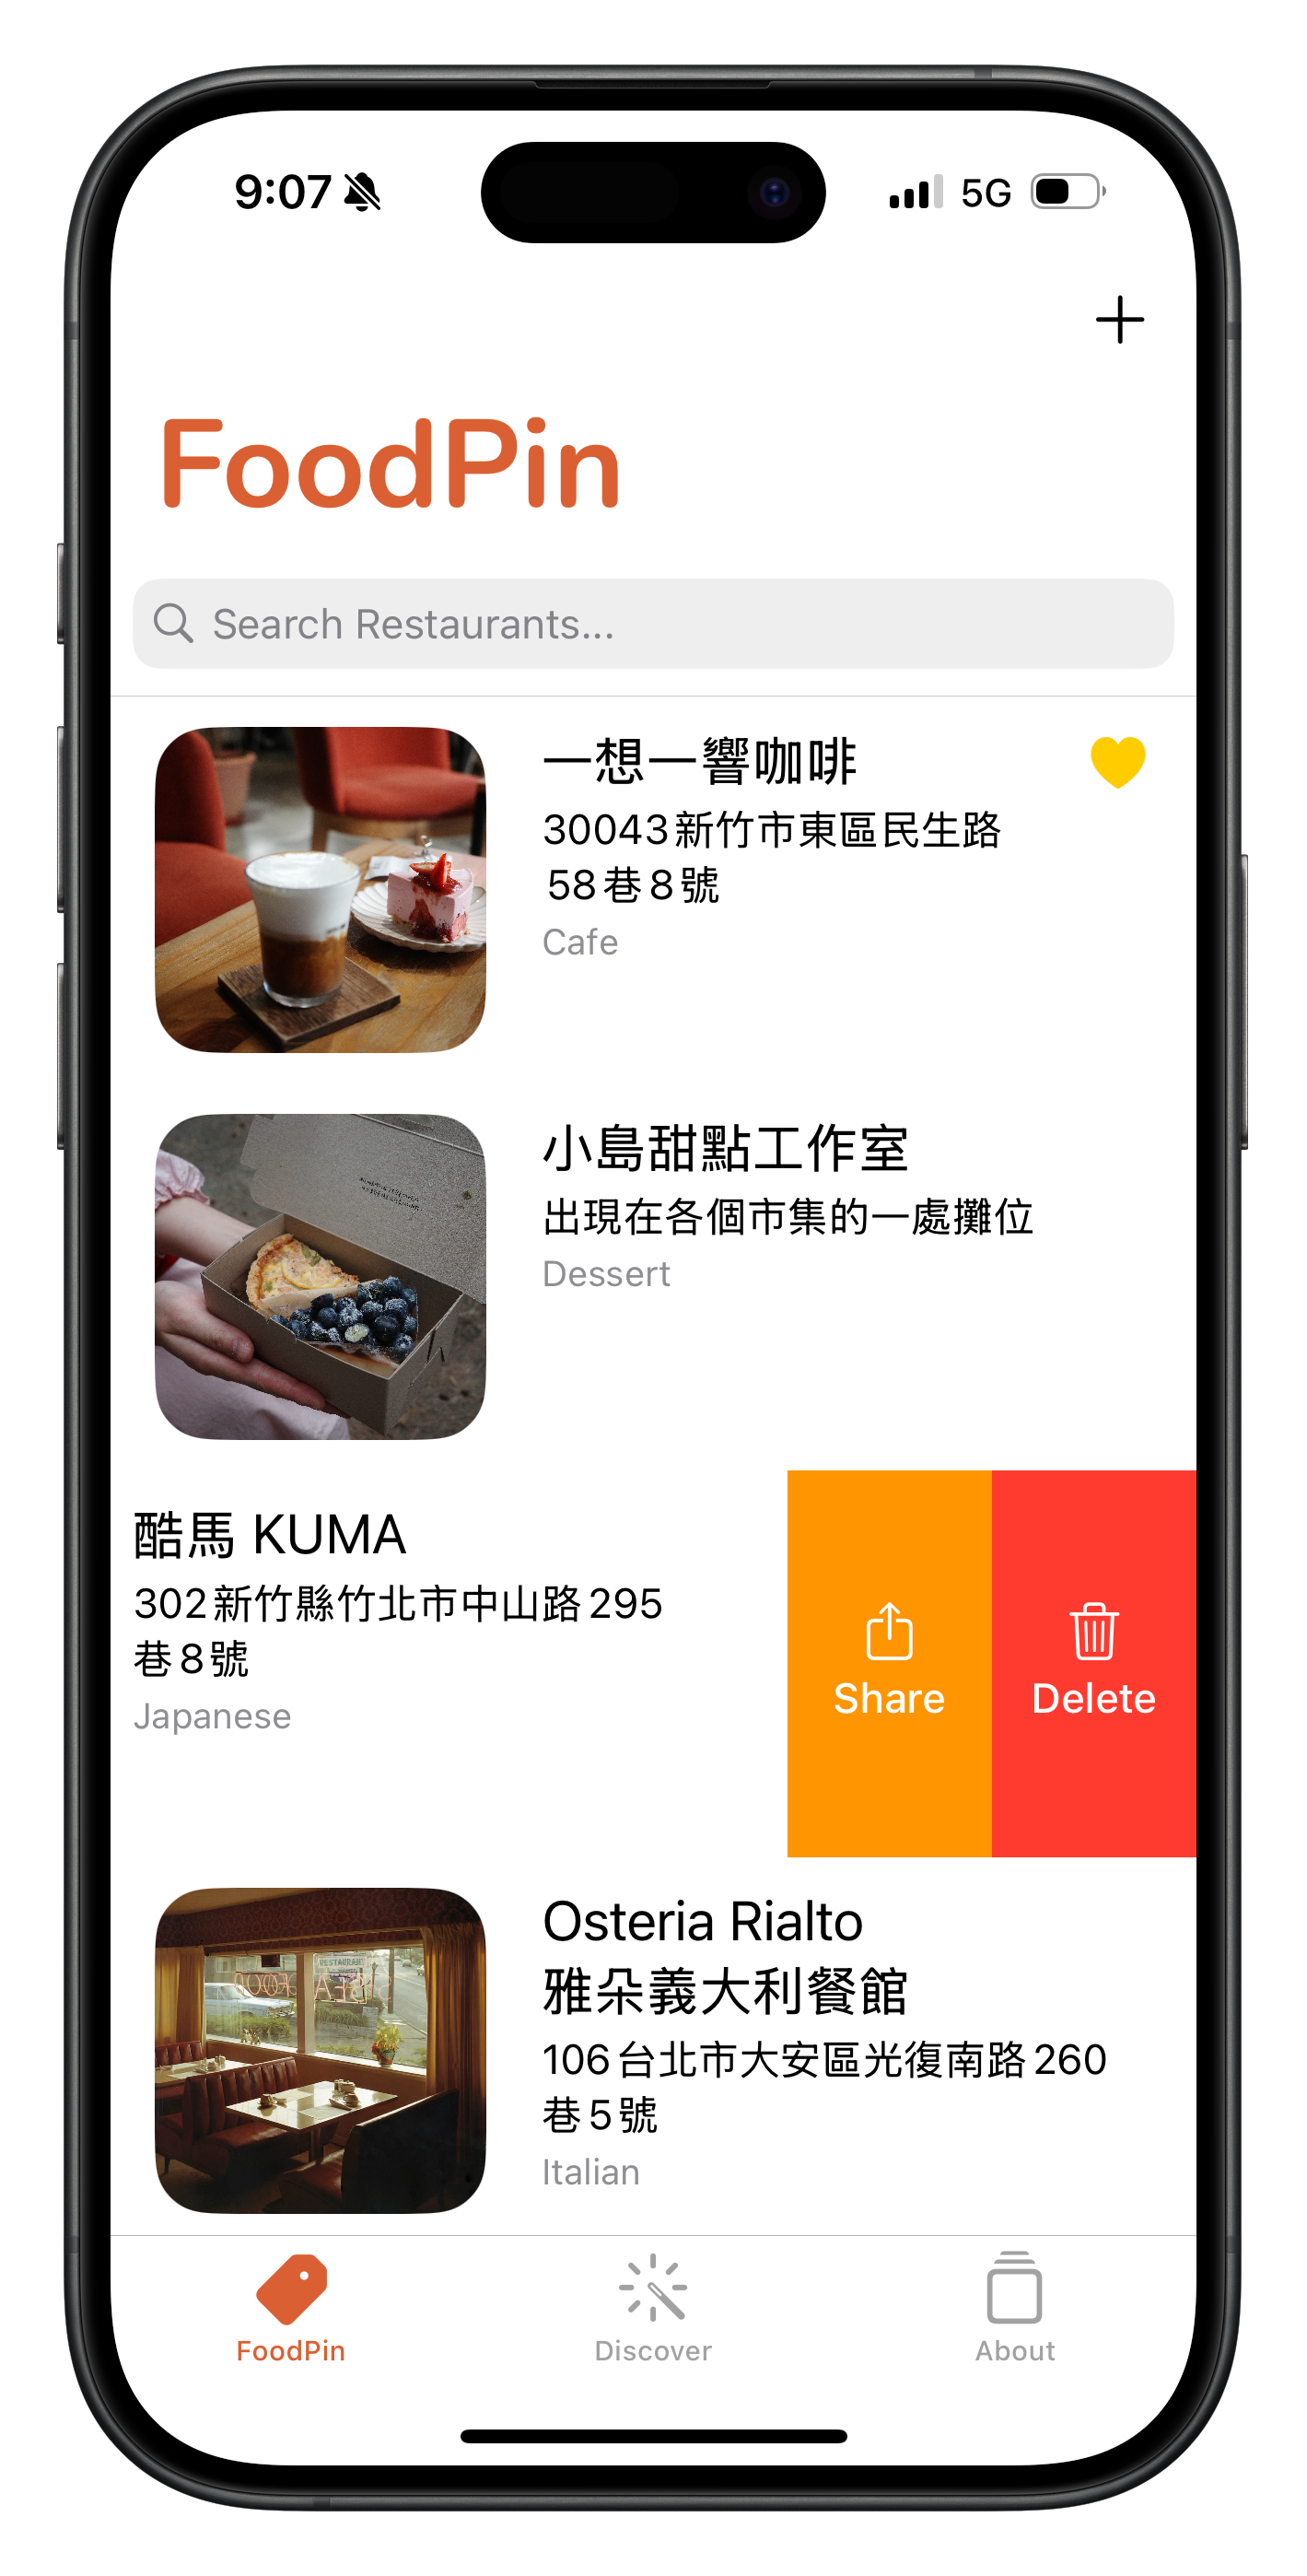 9:07
5G
FoodPin
Search Restaurants...
一想一響咖啡
30043新竹市東區民生路
58巷8號
Cafe
小島甜點工作室
出現在各個市集的一處攤位
Dessert
酷馬 KUMA
302新竹縣竹北市中山路295
巷8號
Japanese
Share
Delete
Osteria Rialto
雅朵義大利餐館
106台北市大安區光復南路260
巷5號
Italian
RESTAURANT
FoodPin
Discover
About